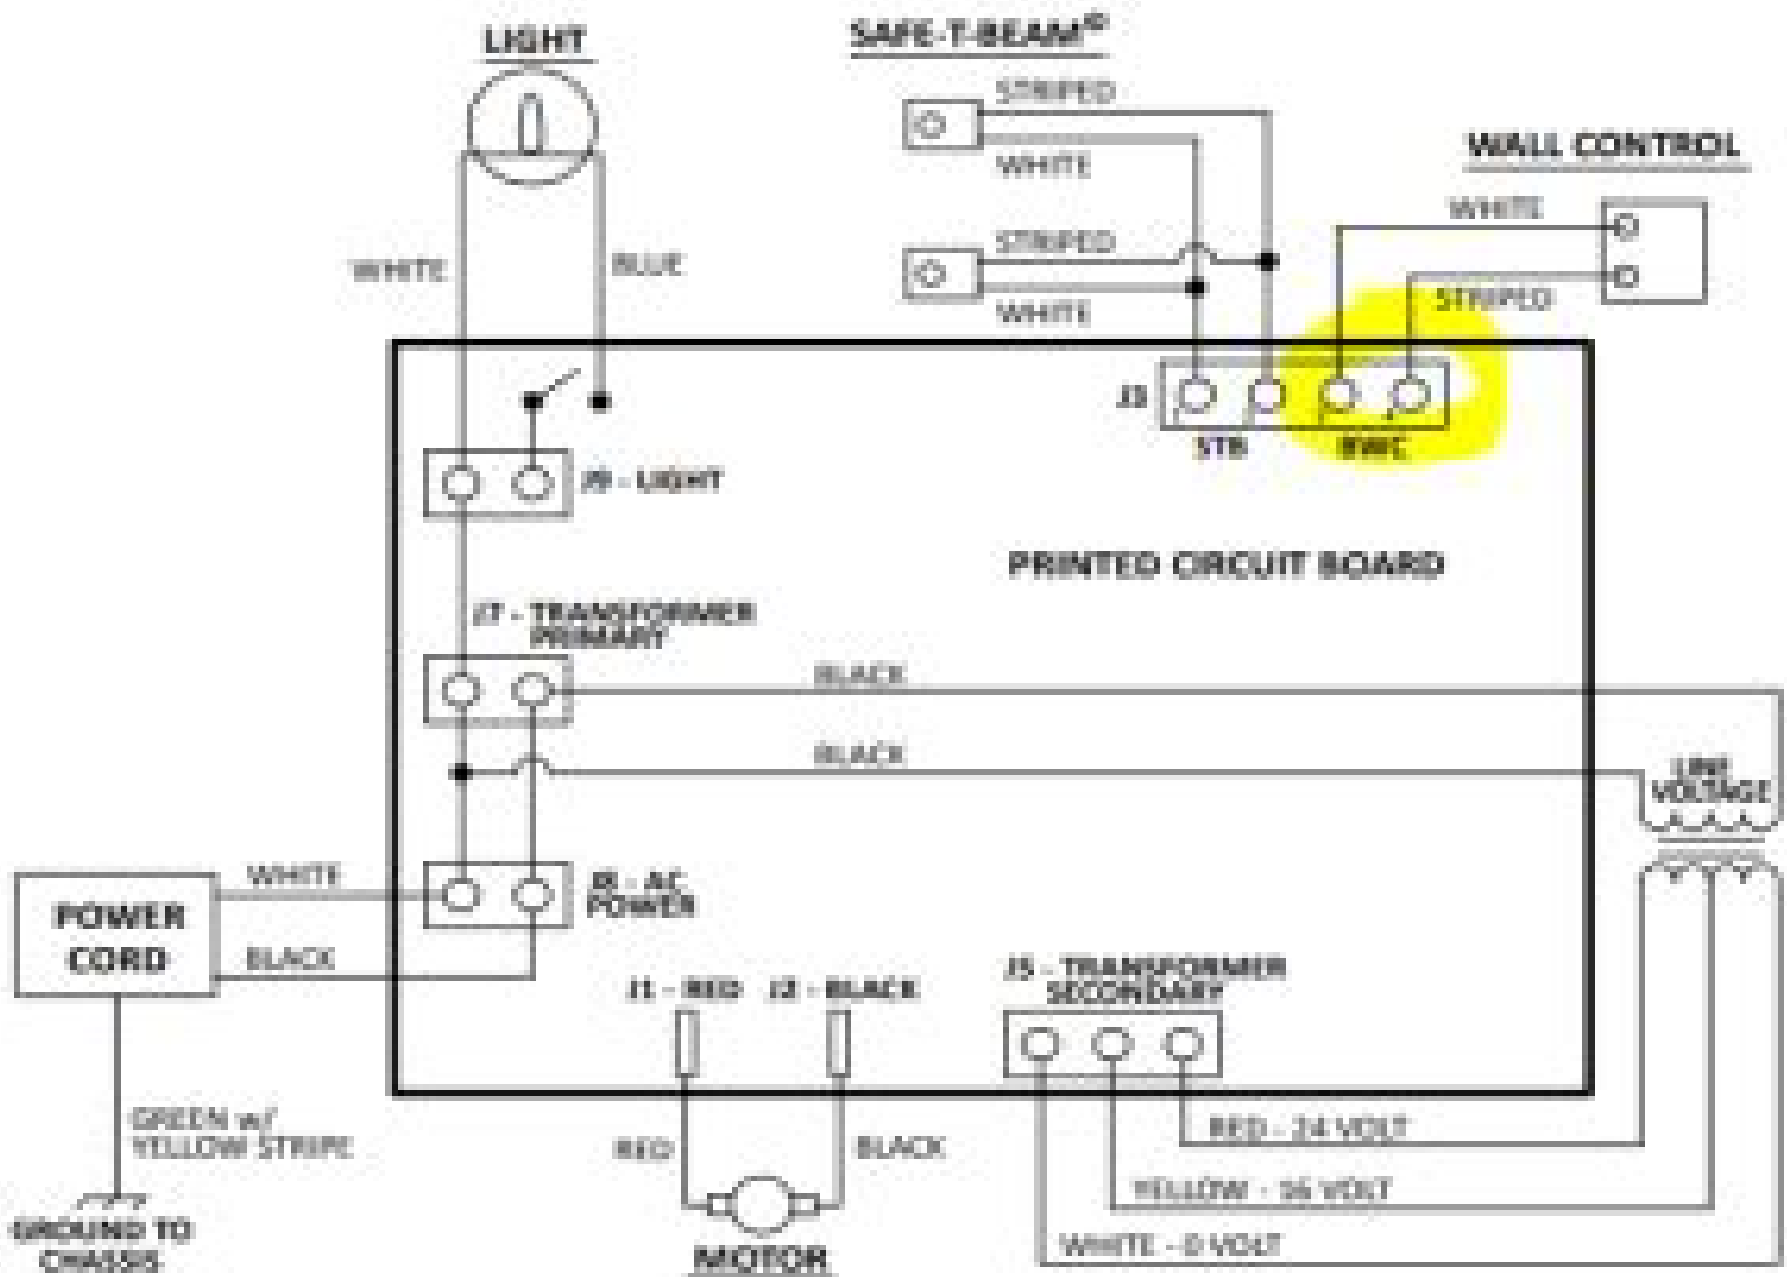 LIGHT
SAFE-T-BEAM®
STRIPED
WHITE
WALL CONTROL
WHITE
STRIPED
WHITE
STRIPED
WHITE
BLUE
STB
J9 - LIGHT
PRINTED CIRCUIT BOARD
J7 - TRANSFORMER
PRIMARY
BLACK
BLACK
LINE
VOLTAGE
WHITE
J8 - AC
POWER
POWER
CORD
BLACK
J5 - TRANSFORMER
SECONDARY
J1 - RED
J2 - BLACK
GREEN w/
YELLOW STRIPE
RED
BLACK
RED - 24 VOLT
YELLOW - 16 VOLT
WHITE - 0 VOLT
GROUND TO
CHASSIS
MOTOR